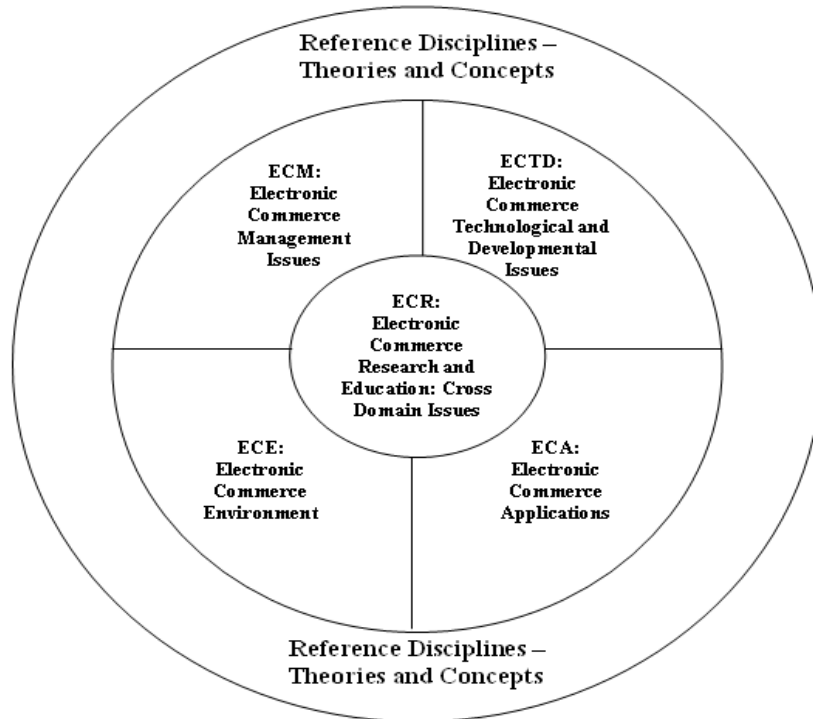 Reference Disciplines –
Theories and Concepts
ECM:
Electronic
Commerce
Management
Issues
ECTD:
Electronic
Commerce
Technological and
Developmental
Issues
ECR:
Electronic
Commerce
Research and
Education: Cross
Domain Issues
ECE:
Electronic
Commerce
Environment
ECA:
Electronic
Commerce
Applications
Reference Disciplines –
Theories and Concepts